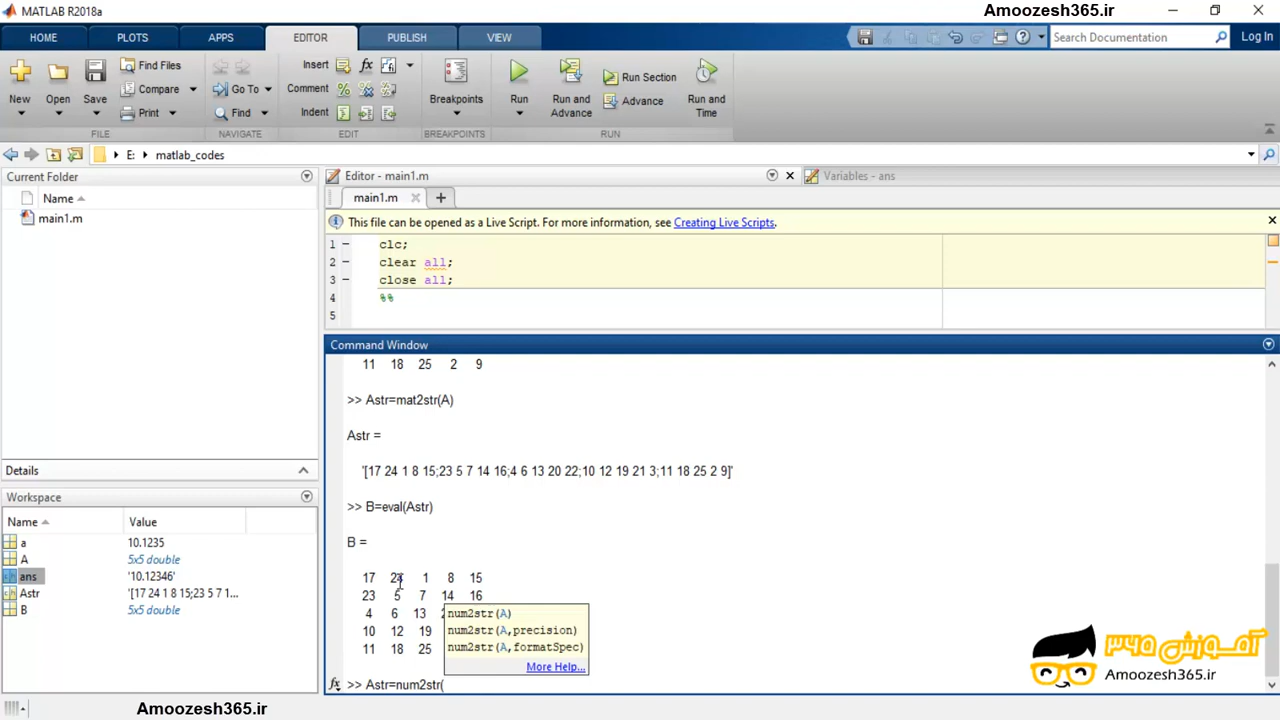 MATLAB R2018a
Amoozesh365.ir
HOME PLOTS APPS EDITOR PUBLISH VIEW
Search Documentation
Log In
New Open Save
Find Files
Compare
Print
Go To
Find
Insert
Comment
Indent
Breakpoints
Run
Run and Advance
Run Section
Advance
Run and Time
FILE NAVIGATE EDIT BREAKPOINTS RUN
E: matlab_codes
Current Folder
Name
main1.m
Details
Workspace
Name Value
a 10.1235
A 5x5 double
ans '10.12346'
Astr '[17 24 1 8 15;23 5 7 1...
B 5x5 double
Editor - main1.m
Variables - ans
main1.m
This file can be opened as a Live Script. For more information, see Creating Live Scripts.
1 clc;
2 clear all;
3 close all;
4 %%
5
Command Window
11 18 25 2 9
>> Astr=mat2str(A)
Astr =
'[17 24 1 8 15;23 5 7 14 16;4 6 13 20 22;10 12 19 21 3;11 18 25 2 9]'
>> B=eval(Astr)
B =
17 24 1 8 15
23 5 7 14 16
4 6 13
10 12 19
11 18 25
num2str(A)
num2str(A,precision)
num2str(A,formatSpec)
More Help...
fx >> Astr=num2str(
آموزش ۳۶۵
Amoozesh365.ir
Amoozesh365.ir